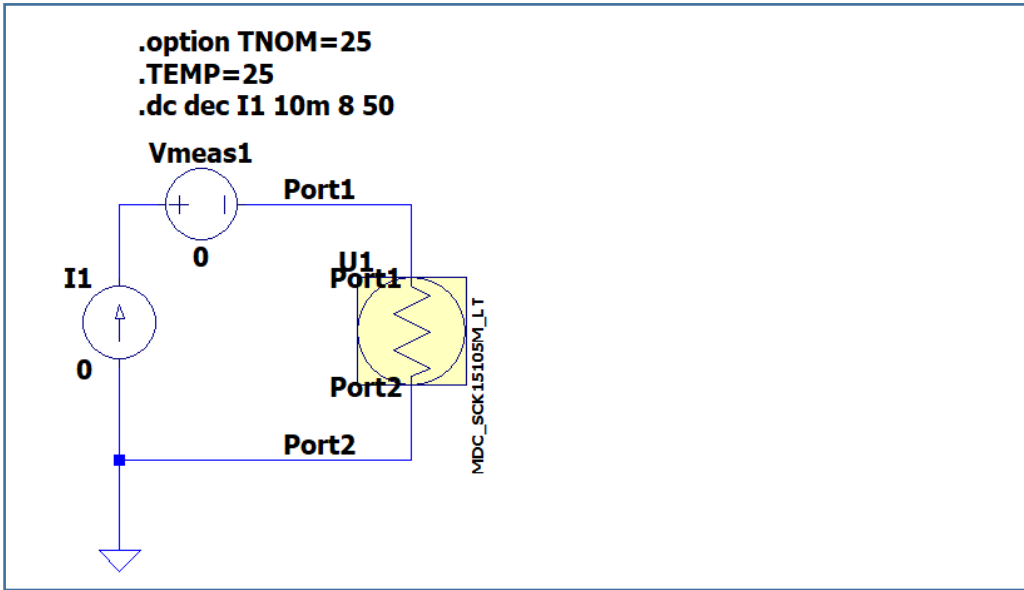 .option TNOM=25
.TEMP=25
.dc dec I1 10m 8 50
Vmeas1
Port1
0
U1
Port1
I1
0
Port2
MDC_SCK15105M_LT
Port2